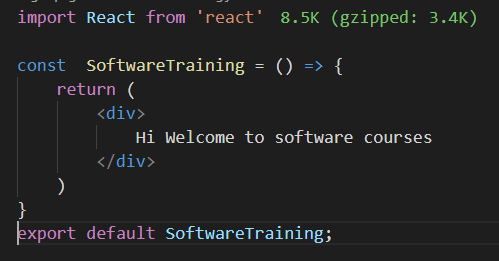 import React from 'react' 8.5K (gzipped: 3.4K)
const  SoftwareTraining = () => {
    return (
        <div>
            Hi Welcome to software courses
        </div>
    )
}
export default SoftwareTraining;